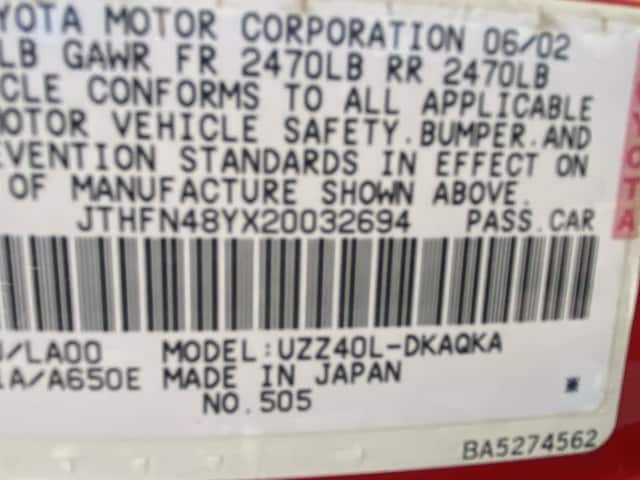 YOTA MOTOR CORPORATION 06/02
LB GAWR FR 2470LB RR 2470LB
CLE CONFORMS TO ALL APPLICABLE
OTOR VEHICLE SAFETY.BUMPER.AND
VENTION STANDARDS IN EFFECT ON
OF MANUFACTURE SHOWN ABOVE.
JTHFN48YX20032694 PASS.CAR
/LA00 MODEL:UZZ40L-DKAQKA
A/A650E MADE IN JAPAN
NO.505
BA5274562
YOTA